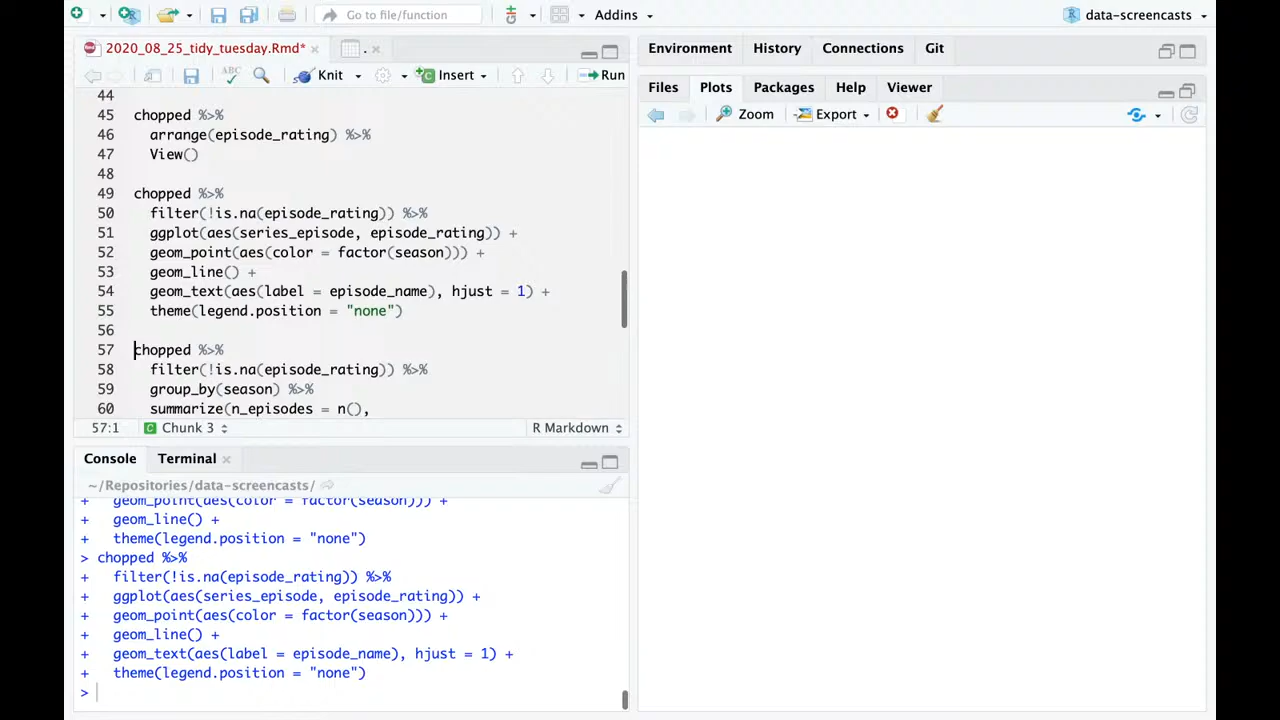 Go to file/function
Addins
data-screencasts
2020_08_25_tidy_tuesday.Rmd*
.
ABC
Knit
Insert
Run
44
45 chopped %>%
46 arrange(episode_rating) %>%
47 View()
48
49 chopped %>%
50 filter(!is.na(episode_rating)) %>%
51 ggplot(aes(series_episode, episode_rating)) +
52 geom_point(aes(color = factor(season))) +
53 geom_line() +
54 geom_text(aes(label = episode_name), hjust = 1) +
55 theme(legend.position = "none")
56
57 chopped %>%
58 filter(!is.na(episode_rating)) %>%
59 group_by(season) %>%
60 summarize(n_episodes = n(),
57:1 Chunk 3 R Markdown
Console Terminal
~/Repositories/data-screencasts/
+ geom_point(aes(color = factor(season))) +
+ geom_line() +
+ theme(legend.position = "none")
> chopped %>%
+ filter(!is.na(episode_rating)) %>%
+ ggplot(aes(series_episode, episode_rating)) +
+ geom_point(aes(color = factor(season))) +
+ geom_line() +
+ geom_text(aes(label = episode_name), hjust = 1) +
+ theme(legend.position = "none")
>
Environment History Connections Git
Files Plots Packages Help Viewer
Zoom Export